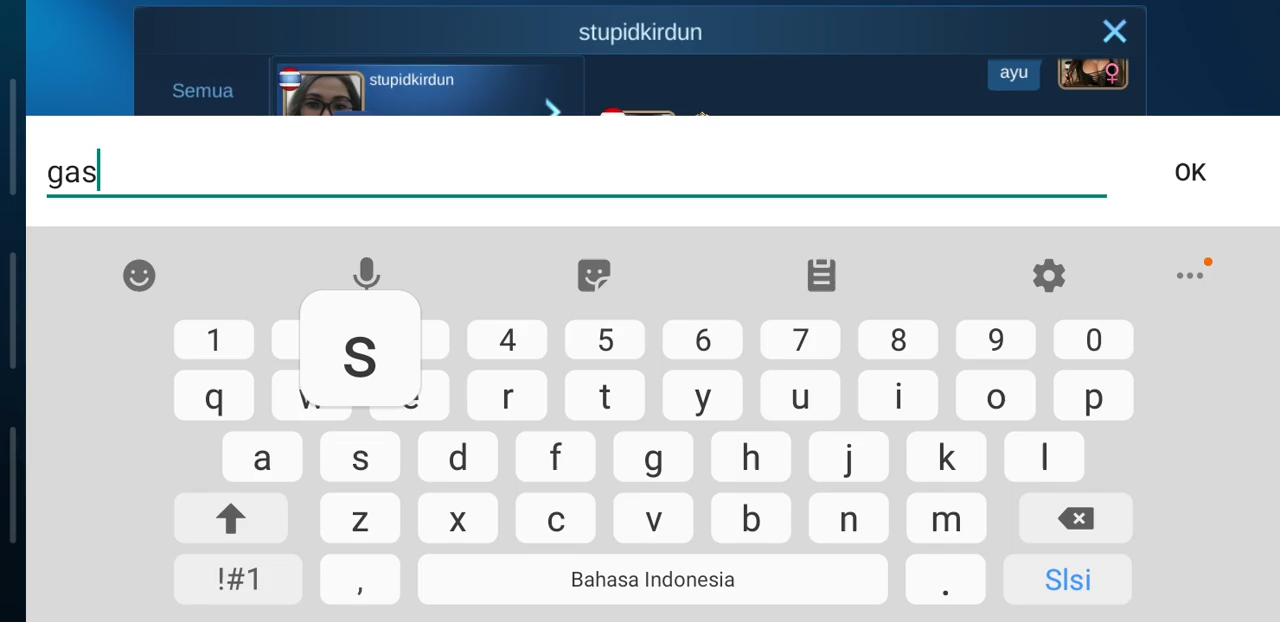 stupidkirdun
Semua
stupidkirdun
ayu
gas
OK
s
1 4 5 6 7 8 9 0
q w e r t y u i o p
a s d f g h j k l
z x c v b n m
!#1 , Bahasa Indonesia . Slsi